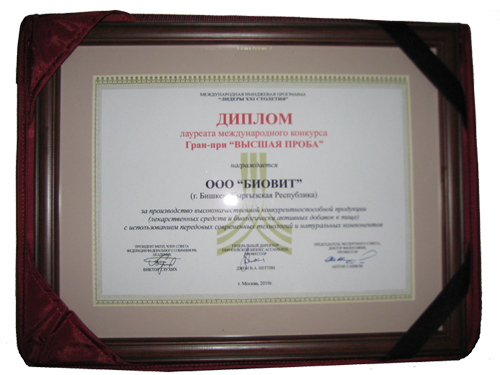 МЕЖДУНАРОДНАЯ ИМИДЖЕВАЯ ПРОГРАММА
"ЛИДЕРЫ XXI СТОЛЕТИЯ"
ДИПЛОМ
лауреата международного конкурса
Гран-при "ВЫСШАЯ ПРОБА"
награждается
ООО "БИОВИТ"
(г. Бишкек, Кыргызская Республика)
за производство высококачественной конкурентоспособной продукции
(лекарственных средств и биологически активных добавок к пище)
с использованием передовых современных технологий и натуральных компонентов
г. Москва,